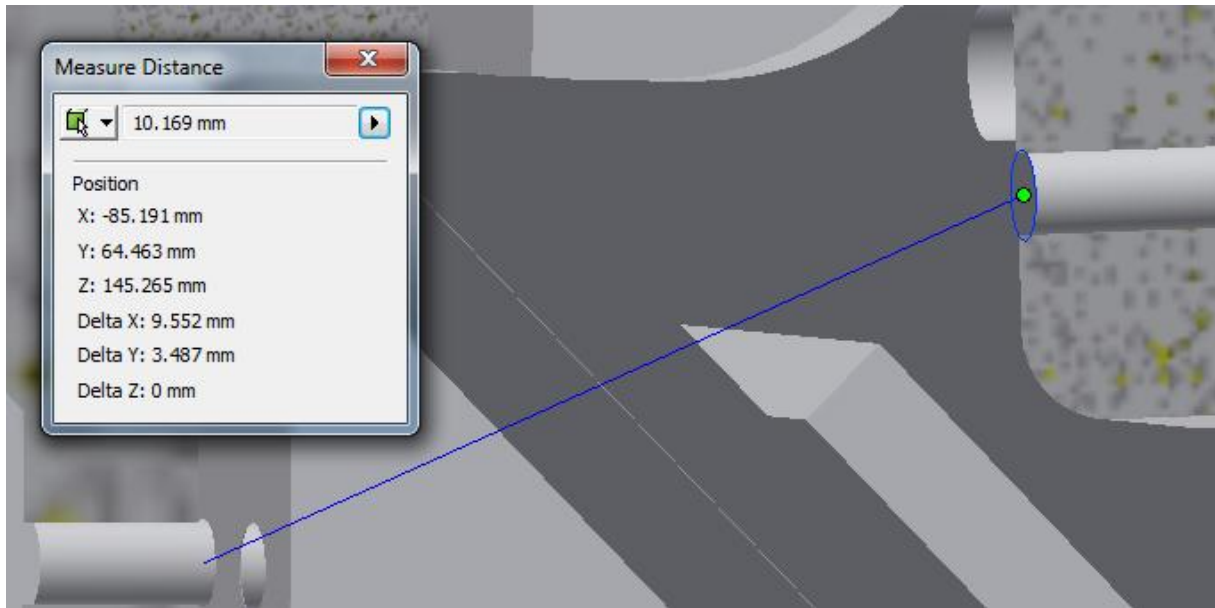 Measure Distance
10.169 mm
Position
X: -85.191 mm
Y: 64.463 mm
Z: 145.265 mm
Delta X: 9.552 mm
Delta Y: 3.487 mm
Delta Z: 0 mm